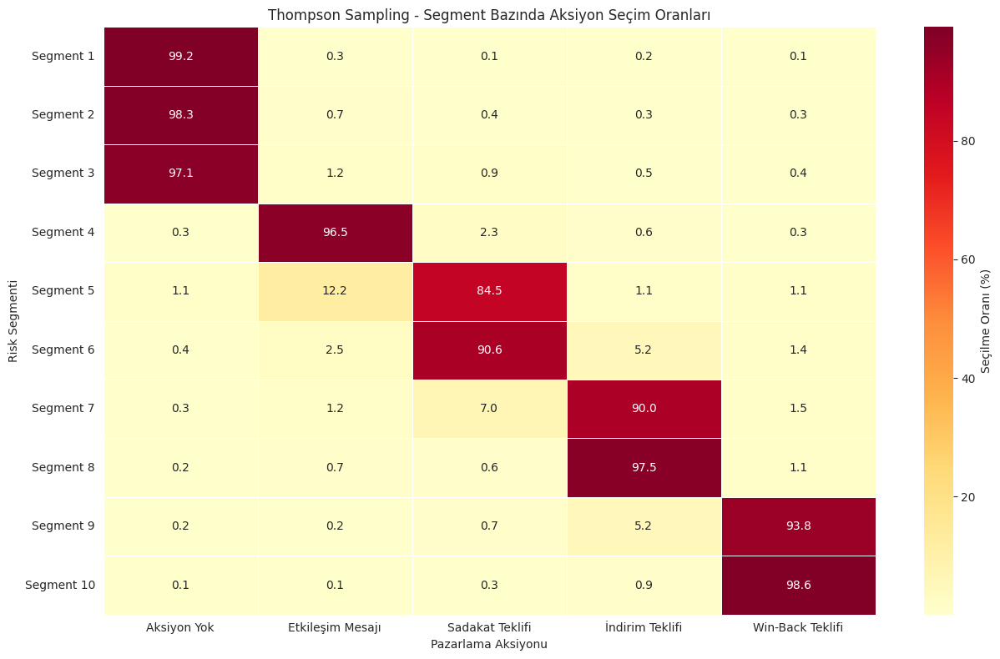 Thompson Sampling - Segment Bazında Aksiyon Seçim Oranları
Risk Segmenti
Segment 1 99.2 0.3 0.1 0.2 0.1
Segment 2 98.3 0.7 0.4 0.3 0.3
Segment 3 97.1 1.2 0.9 0.5 0.4
Segment 4 0.3 96.5 2.3 0.6 0.3
Segment 5 1.1 12.2 84.5 1.1 1.1
Segment 6 0.4 2.5 90.6 5.2 1.4
Segment 7 0.3 1.2 7.0 90.0 1.5
Segment 8 0.2 0.7 0.6 97.5 1.1
Segment 9 0.2 0.2 0.7 5.2 93.8
Segment 10 0.1 0.1 0.3 0.9 98.6
Aksiyon Yok Etkileşim Mesajı Sadakat Teklifi İndirim Teklifi Win-Back Teklifi
Pazarlama Aksiyonu
80
60
40
20
Seçilme Oranı (%)